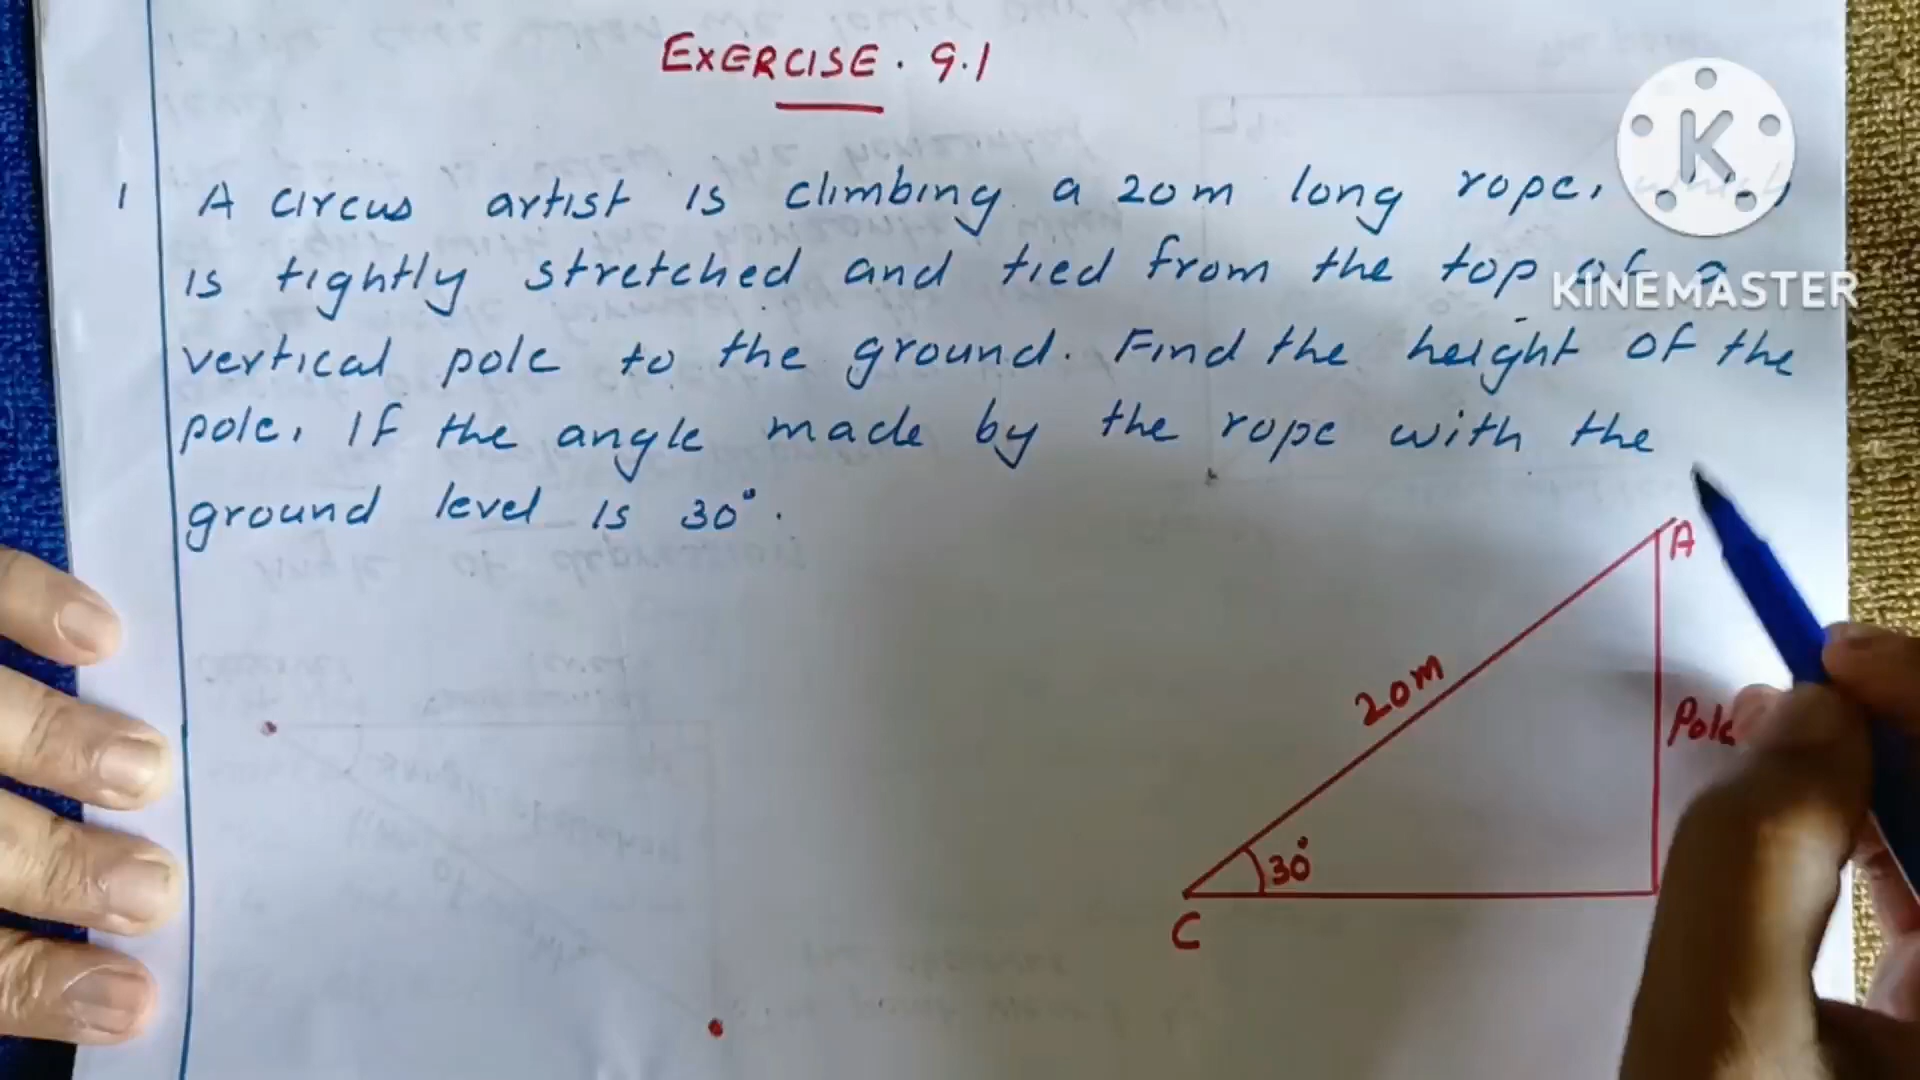 EXERCISE . 9.1
1 A circus artist is climbing a 20m long rope,
is tightly stretched and tied from the top of a
vertical pole to the ground. Find the height of the
pole, If the angle made by the rope with the
ground level is 30°.
K
KINEMASTER
A
20m
Pole
30°
C